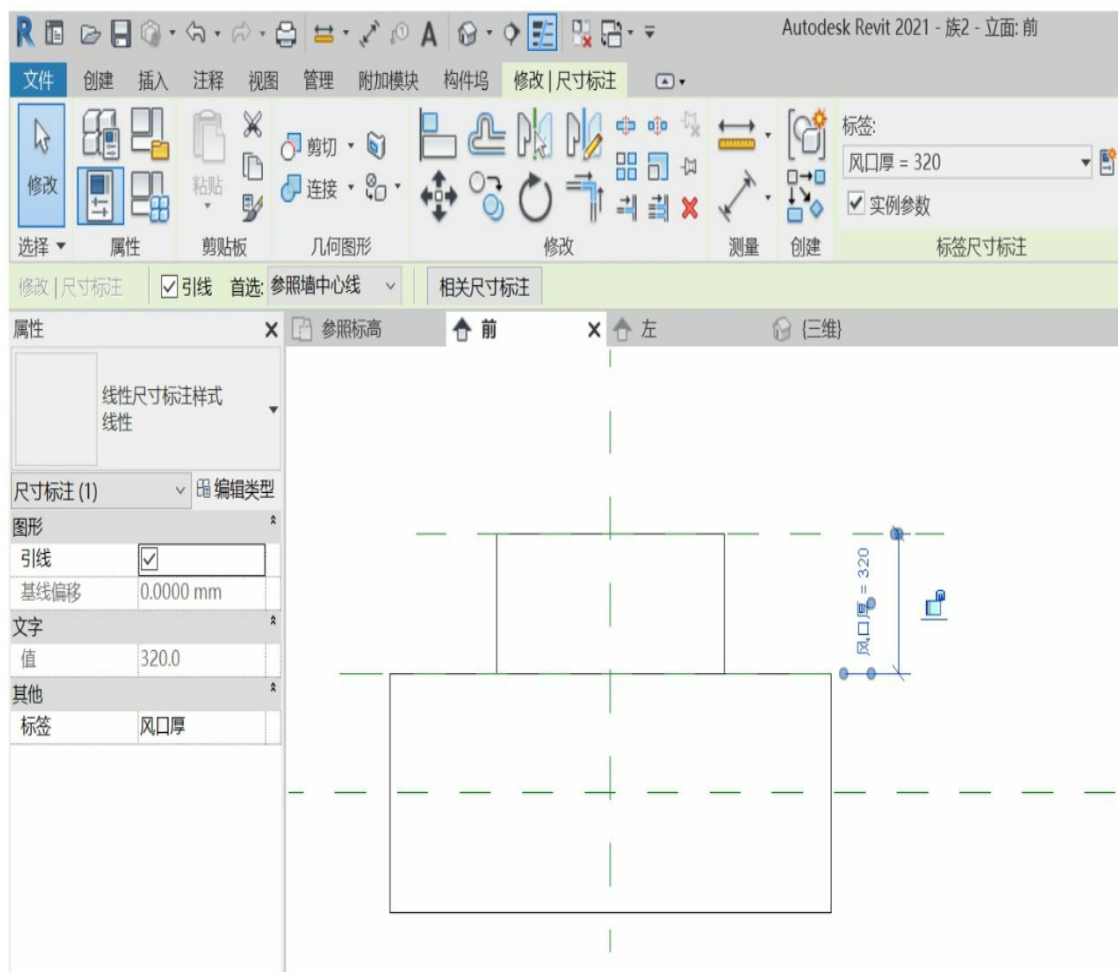 Autodesk Revit 2021 - 族2 - 立面: 前
文件 创建 插入 注释 视图 管理 附加模块 构件坞 修改 | 尺寸标注
修改
粘贴
剪切
连接
标签:
风口厚 = 320
实例参数
选择 属性 剪贴板 几何图形 修改 测量 创建 标签尺寸标注
修改 | 尺寸标注 引线 首选: 参照墙中心线 相关尺寸标注
属性
参照标高 前 左 {三维}
线性尺寸标注样式
线性
尺寸标注 (1) 编辑类型
图形
引线
基线偏移 0.0000 mm
文字
值 320.0
其他
标签 风口厚
风口厚 = 320